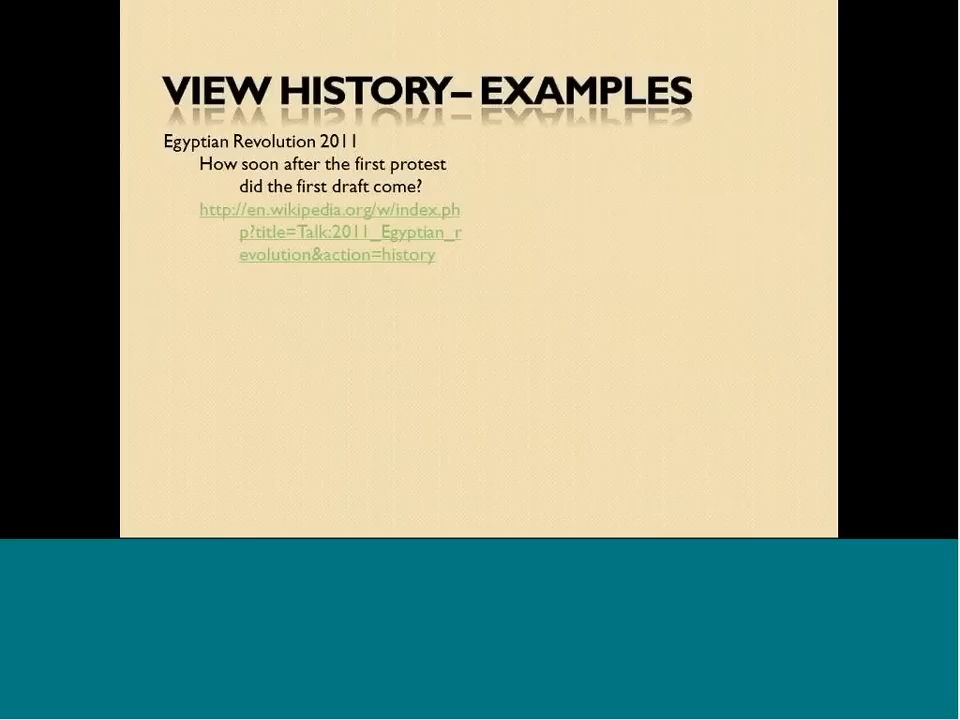 VIEW HISTORY– EXAMPLES
Egyptian Revolution 2011
How soon after the first protest
did the first draft come?
http://en.wikipedia.org/w/index.ph
p?title=Talk:2011_Egyptian_r
evolution&action=history